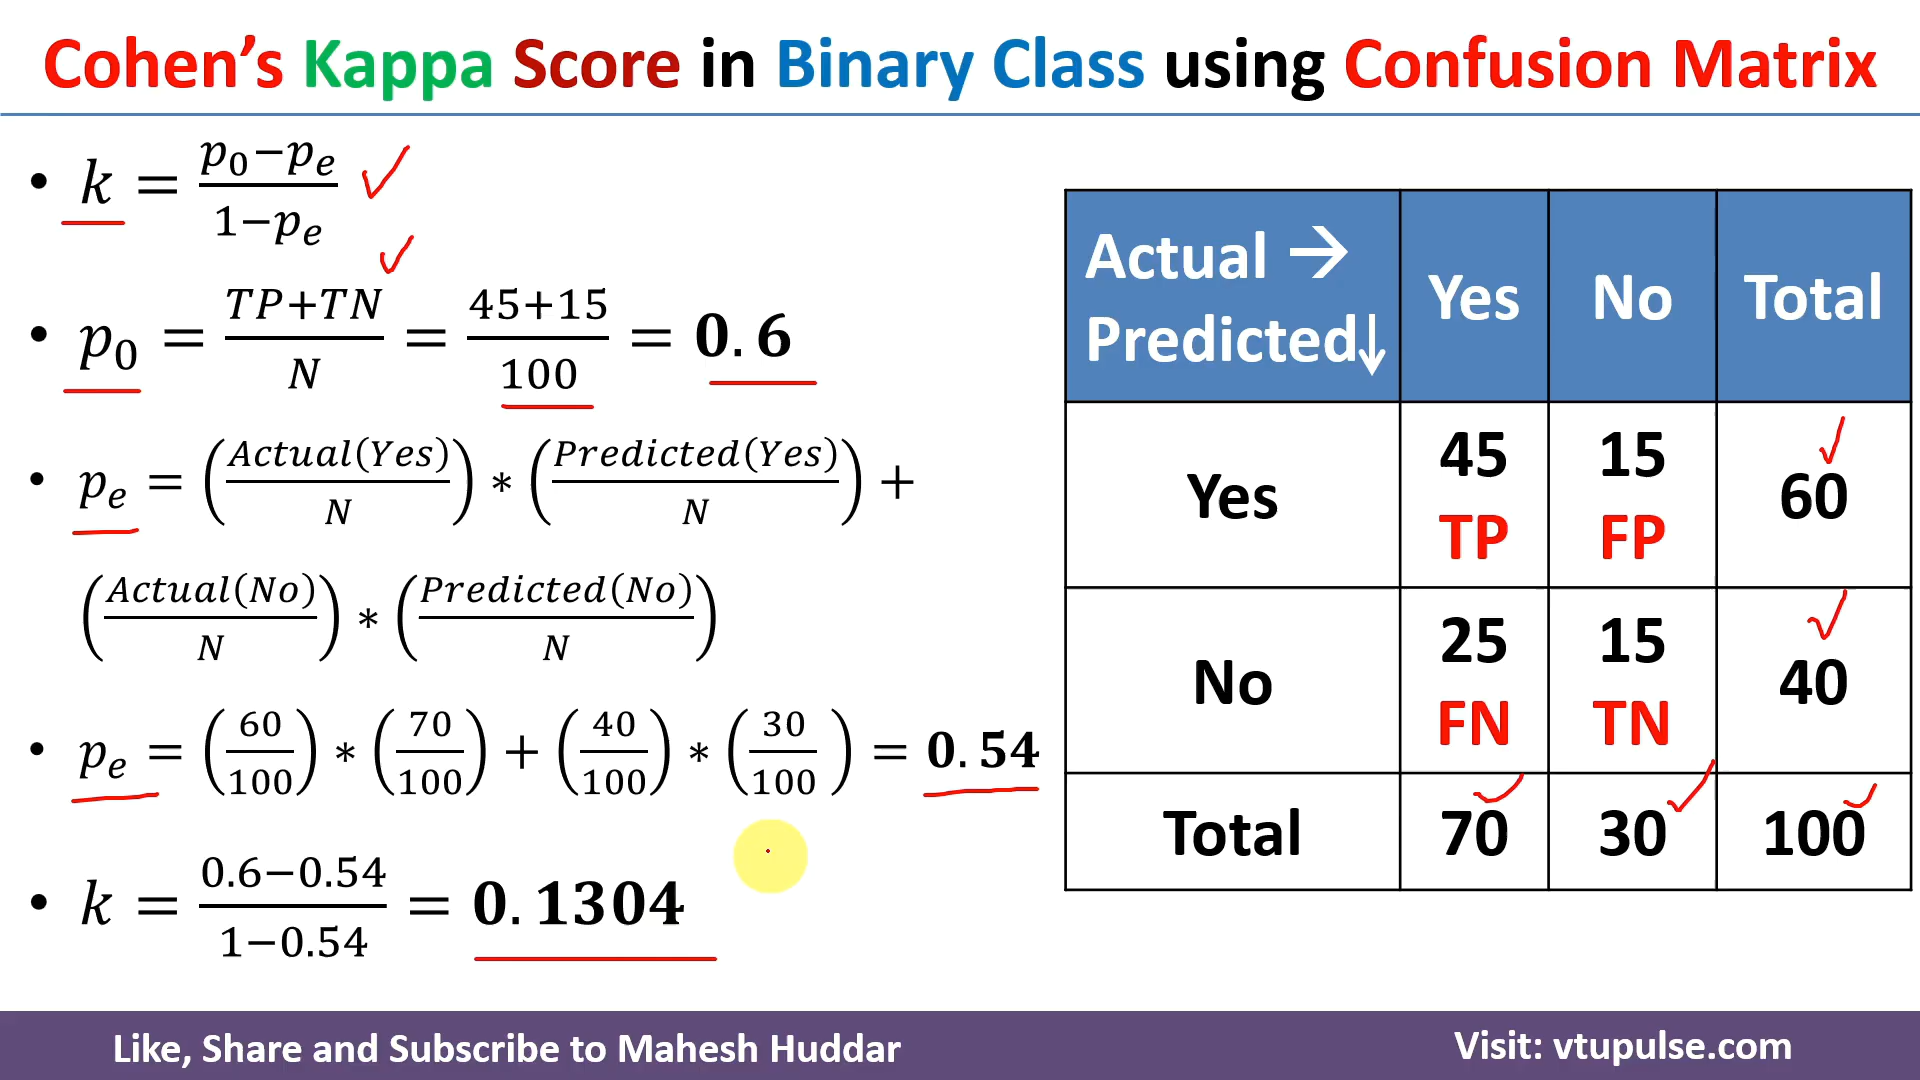 Cohen's Kappa Score in Binary Class using Confusion Matrix
• k = (p₀−pₑ)/(1−pₑ)
• p₀ = (TP+TN)/N = (45+15)/100 = 0.6
• pₑ = (Actual(Yes)/N) * (Predicted(Yes)/N) +
(Actual(No)/N) * (Predicted(No)/N)
• pₑ = (60/100) * (70/100) + (40/100) * (30/100) = 0.54
• k = (0.6−0.54)/(1−0.54) = 0.1304
Actual → Yes No Total
Predicted↓
Yes 45 15 60
TP FP
No 25 15 40
FN TN
Total 70 30 100
Like, Share and Subscribe to Mahesh Huddar
Visit: vtupulse.com